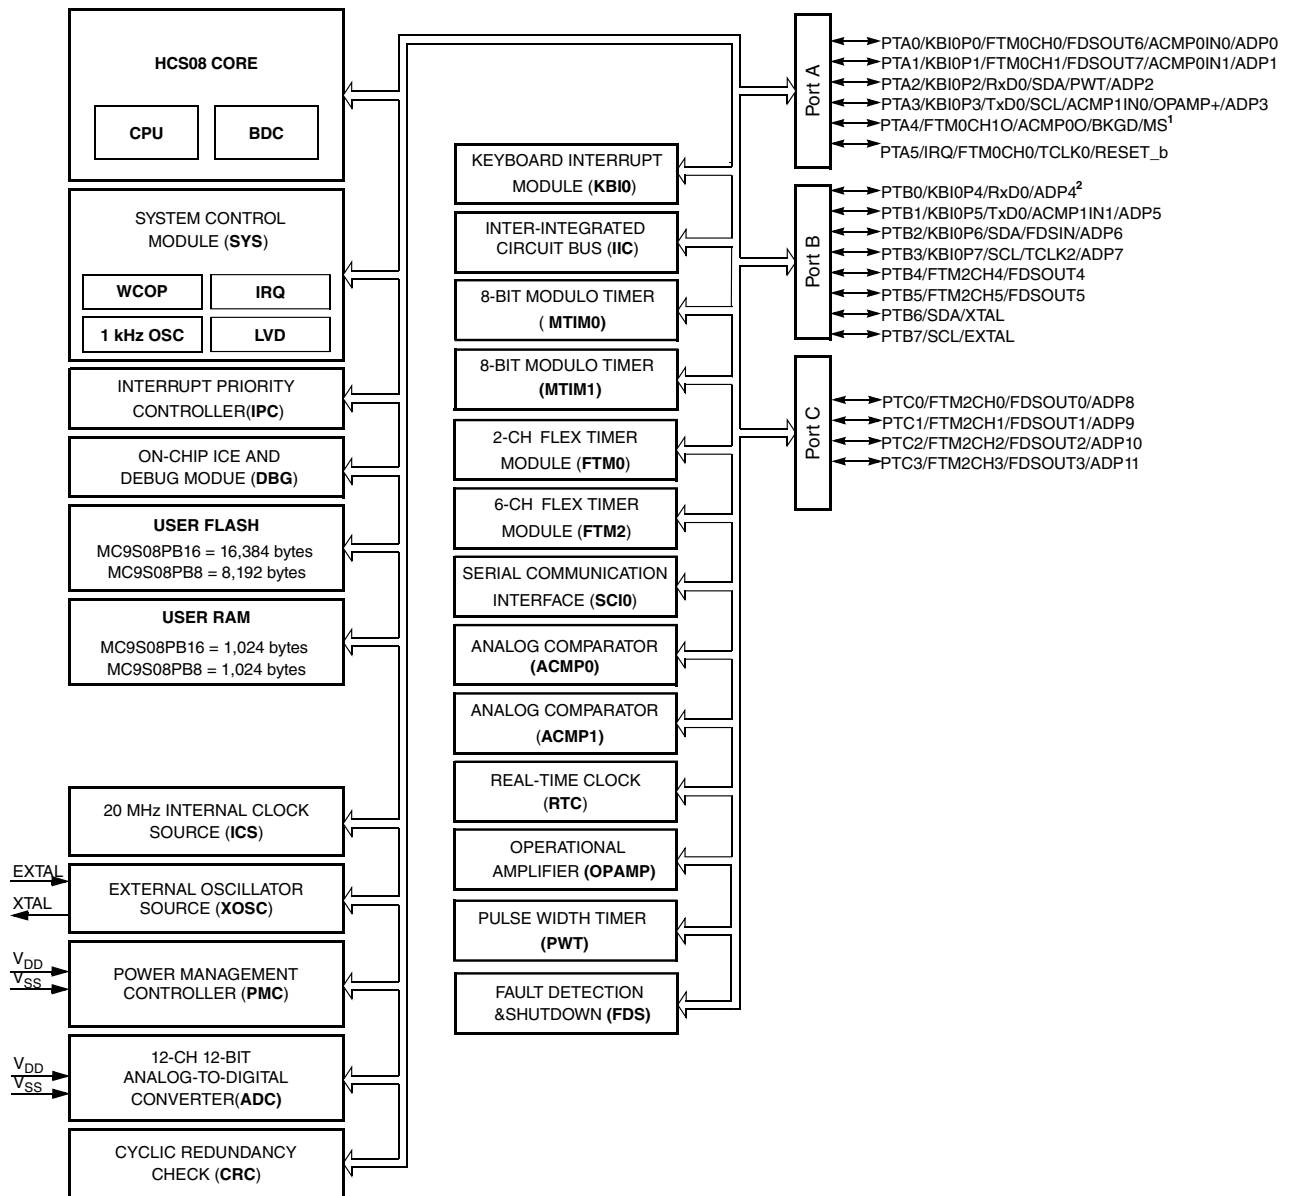 HCS08 CORE
CPU
BDC
SYSTEM CONTROL
MODULE (SYS)
WCOP
IRQ
1 kHz OSC
LVD
INTERRUPT PRIORITY
CONTROLLER(IPC)
ON-CHIP ICE AND
DEBUG MODUE (DBG)
USER FLASH
MC9S08PB16 = 16,384 bytes
MC9S08PB8 = 8,192 bytes
USER RAM
MC9S08PB16 = 1,024 bytes
MC9S08PB8 = 1,024 bytes
20 MHz INTERNAL CLOCK
SOURCE (ICS)
EXTAL
XTAL
EXTERNAL OSCILLATOR
SOURCE (XOSC)
VDD
VSS
POWER MANAGEMENT
CONTROLLER (PMC)
VDD
VSS
12-CH 12-BIT
ANALOG-TO-DIGITAL
CONVERTER(ADC)
CYCLIC REDUNDANCY
CHECK (CRC)
KEYBOARD INTERRUPT
MODULE (KBI0)
INTER-INTEGRATED
CIRCUIT BUS (IIC)
8-BIT MODULO TIMER
( MTIM0)
8-BIT MODULO TIMER
(MTIM1)
2-CH FLEX TIMER
MODULE (FTM0)
6-CH FLEX TIMER
MODULE (FTM2)
SERIAL COMMUNICATION
INTERFACE (SCI0)
ANALOG COMPARATOR
(ACMP0)
ANALOG COMPARATOR
(ACMP1)
REAL-TIME CLOCK
(RTC)
OPERATIONAL
AMPLIFIER (OPAMP)
PULSE WIDTH TIMER
(PWT)
FAULT DETECTION
&SHUTDOWN (FDS)
Port A
PTA0/KBI0P0/FTM0CH0/FDSOUT6/ACMP0IN0/ADP0
PTA1/KBI0P1/FTM0CH1/FDSOUT7/ACMP0IN1/ADP1
PTA2/KBI0P2/RxD0/SDA/PWT/ADP2
PTA3/KBI0P3/TxD0/SCL/ACMP1IN0/OPAMP+/ADP3
PTA4/FTM0CH1O/ACMP0O/BKGD/MS1
PTA5/IRQ/FTM0CH0/TCLK0/RESET_b
Port B
PTB0/KBI0P4/RxD0/ADP42
PTB1/KBI0P5/TxD0/ACMP1IN1/ADP5
PTB2/KBI0P6/SDA/FDSIN/ADP6
PTB3/KBI0P7/SCL/TCLK2/ADP7
PTB4/FTM2CH4/FDSOUT4
PTB5/FTM2CH5/FDSOUT5
PTB6/SDA/XTAL
PTB7/SCL/EXTAL
Port C
PTC0/FTM2CH0/FDSOUT0/ADP8
PTC1/FTM2CH1/FDSOUT1/ADP9
PTC2/FTM2CH2/FDSOUT2/ADP10
PTC3/FTM2CH3/FDSOUT3/ADP11